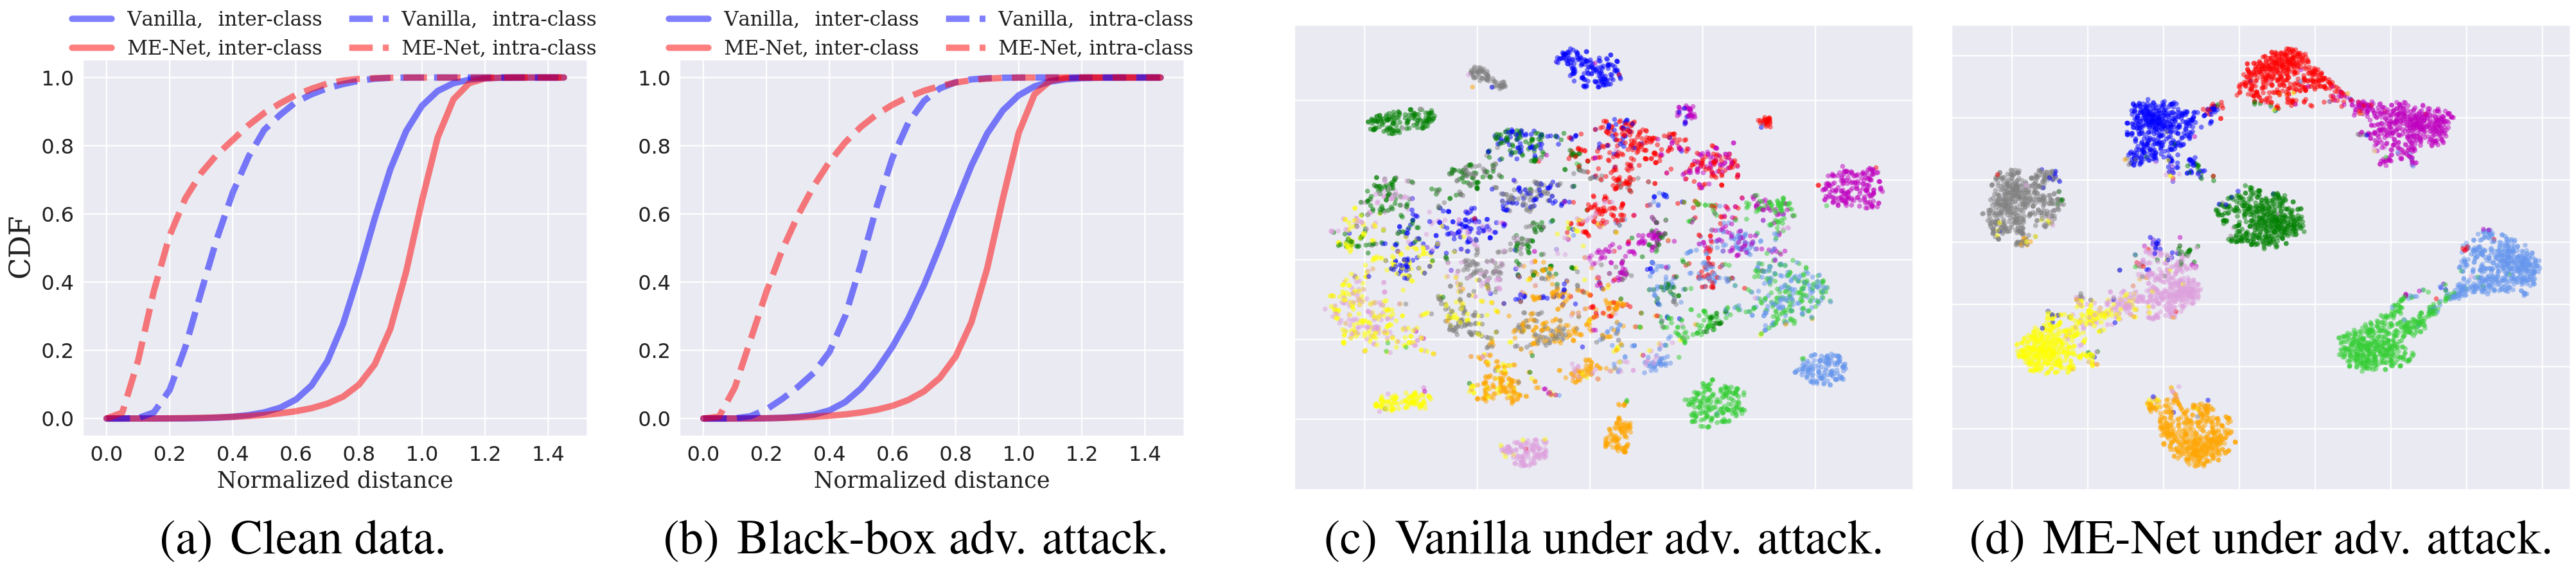 Vanilla, inter-class
Vanilla, intra-class
ME-Net, inter-class
ME-Net, intra-class
CDF
1.0
0.8
0.6
0.4
0.2
0.0
0.0 0.2 0.4 0.6 0.8 1.0 1.2 1.4
Normalized distance
(a) Clean data.
Vanilla, inter-class
Vanilla, intra-class
ME-Net, inter-class
ME-Net, intra-class
1.0
0.8
0.6
0.4
0.2
0.0
0.0 0.2 0.4 0.6 0.8 1.0 1.2 1.4
Normalized distance
(b) Black-box adv. attack.
(c) Vanilla under adv. attack.
(d) ME-Net under adv. attack.